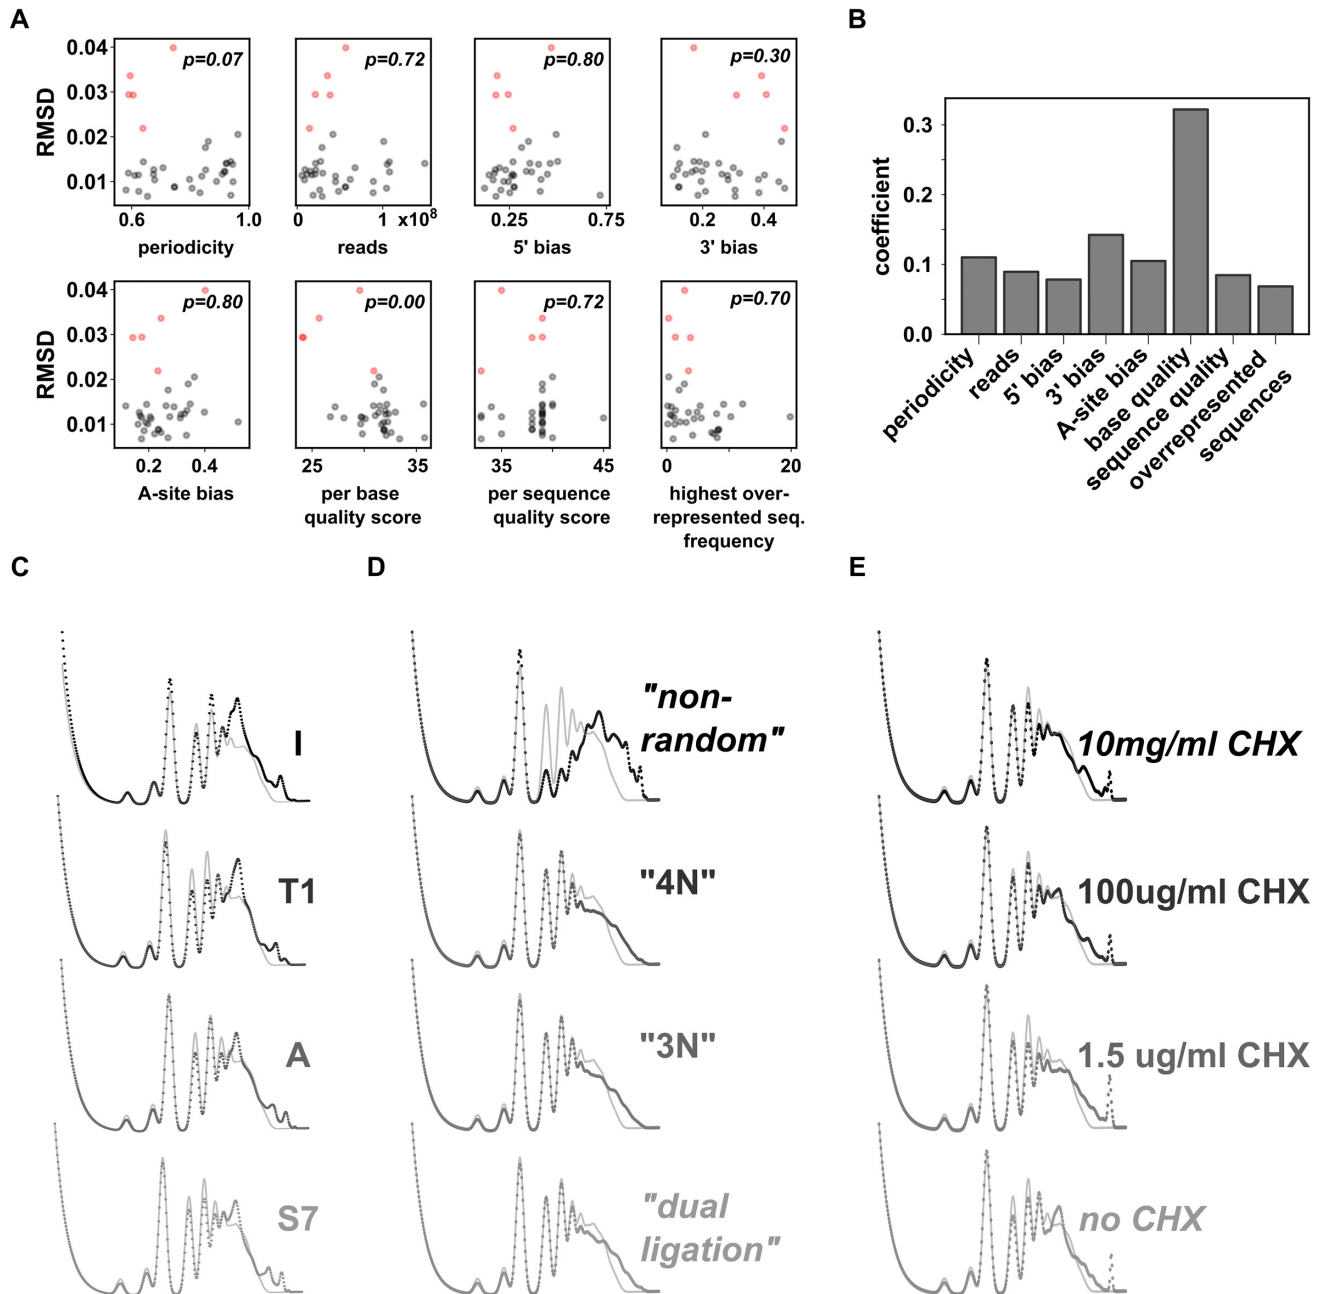 A
B
0.04
0.03
0.02
0.01
RMSD
p=0.07
p=0.72
p=0.80
p=0.30
0.6
1.0
0
1
x10⁸
0.25
0.75
0.2
0.4
periodicity
reads
5' bias
3' bias
0.04
0.03
0.02
0.01
RMSD
p=0.80
p=0.00
p=0.72
p=0.70
0.2
0.4
25
35
35
45
0
20
A-site bias
per base
quality score
per sequence
quality score
highest over-
represented seq.
frequency
coefficient
0.3
0.2
0.1
0.0
periodicity
reads
5' bias
3' bias
A-site bias
base quality
sequence quality
overrepresented
sequences
C
D
E
I
T1
A
S7
"non-
random"
"4N"
"3N"
"dual
ligation"
10mg/ml CHX
100ug/ml CHX
1.5 ug/ml CHX
no CHX